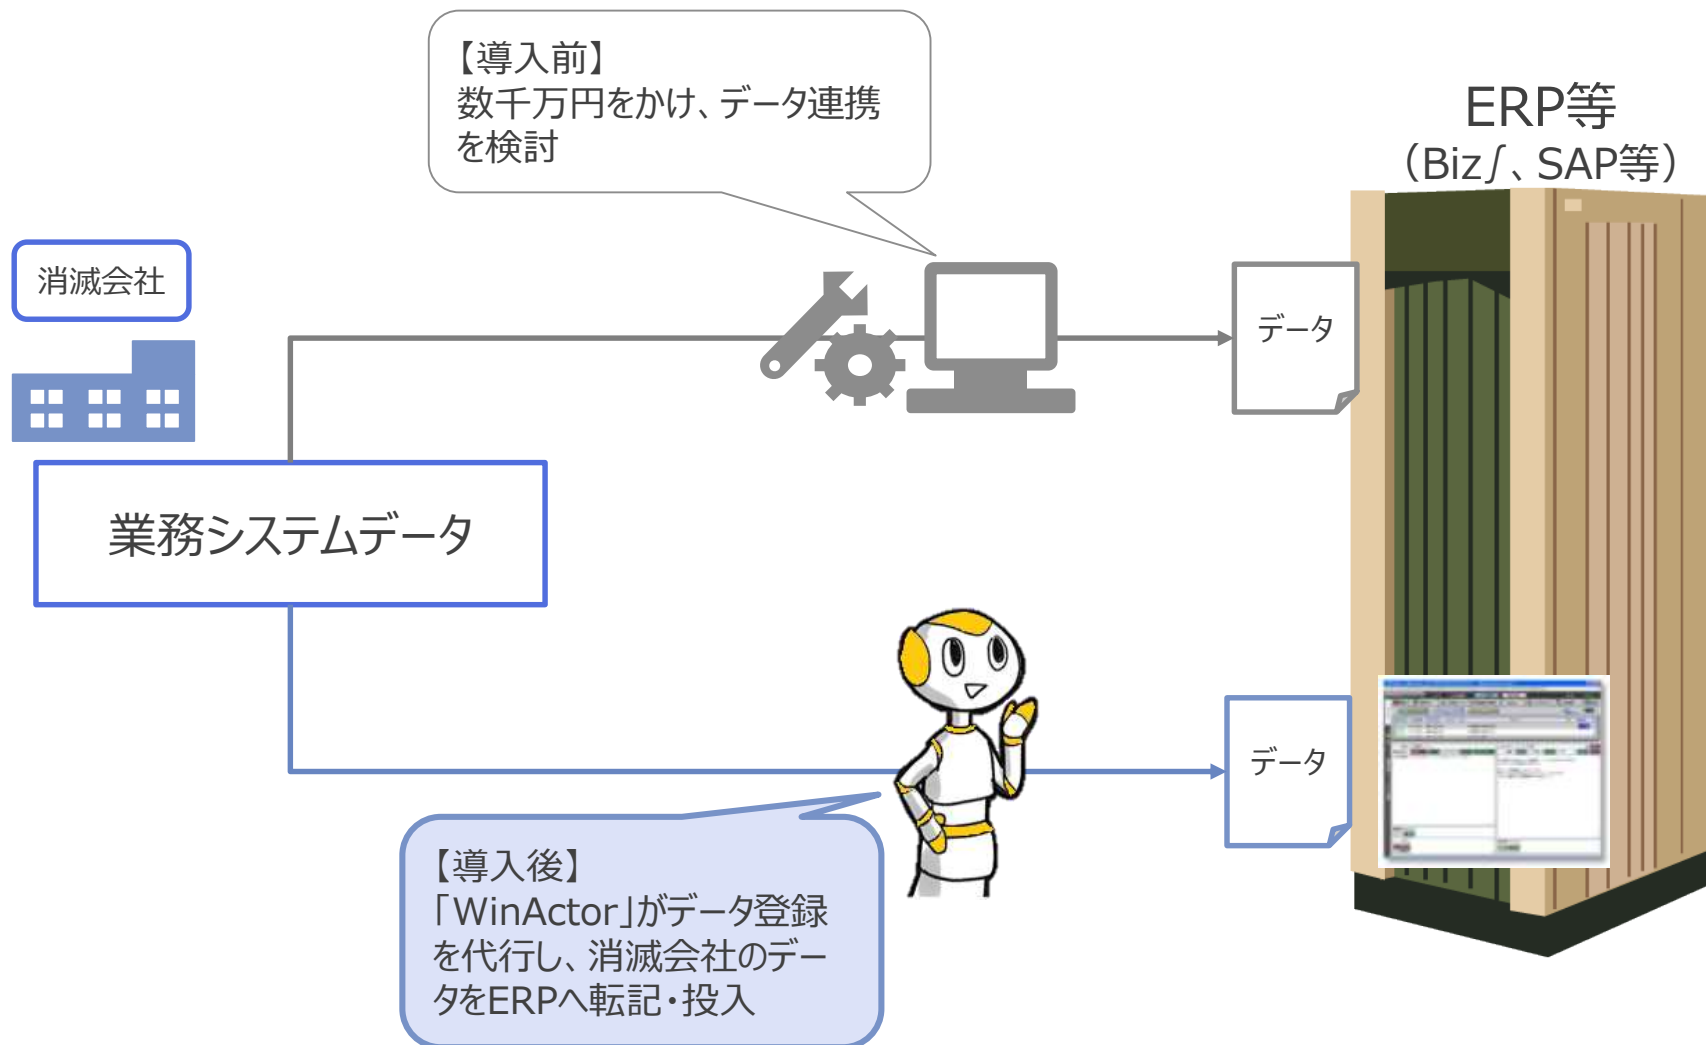 【導入前】
数千万円をかけ、データ連携
を検討
ERP等
（Biz∫、SAP等）
消滅会社
データ
業務システムデータ
データ
【導入後】
「WinActor」がデータ登録
を代行し、消滅会社のデー
タをERPへ転記・投入